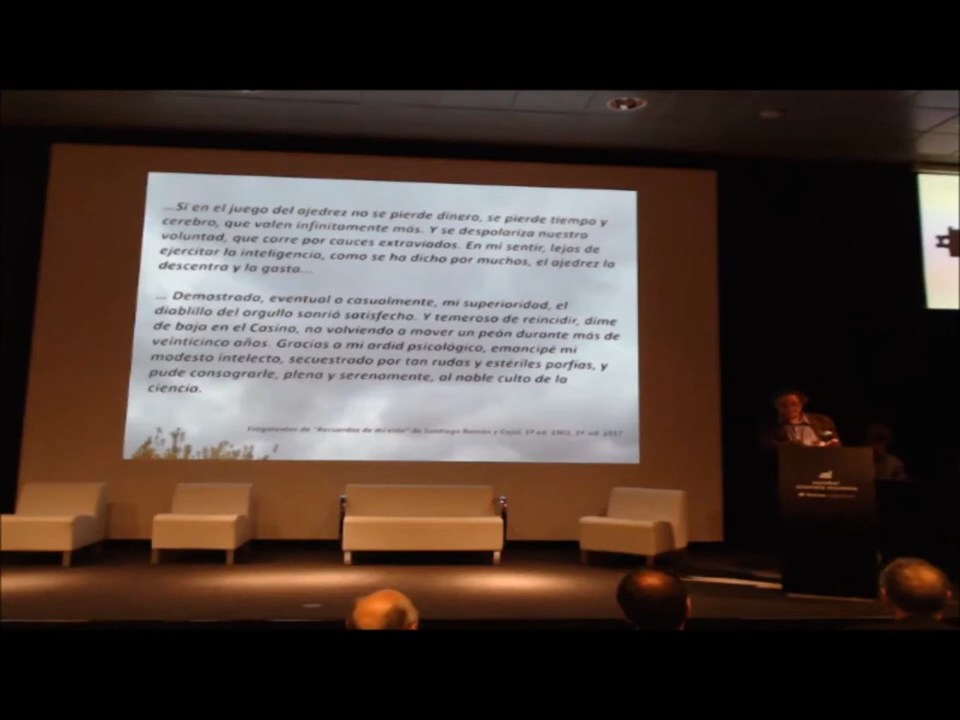 ...Si en el juego del ajedrez no se pierde dinero, se pierde tiempo y
cerebro, que valen infinitamente más. Y se despolariza nuestra
voluntad, que corre por cauces extraviados. En mi sentir, lejos de
ejercitar la inteligencia, como se ha dicho por muchos, el ajedrez la
descentra y la gasta...
... Demostrada, eventual o casualmente, mi superioridad, el
diablillo del orgullo sonrió satisfecho. Y temeroso de reincidir, dime
de baja en el Casino, no volviendo a mover un peón durante más de
veinticinco años. Gracias a mi ardid psicológico, emancipé mi
modesto intelecto, secuestrado por tan rudas y estériles porfías, y
pude consagrarle, plena y serenamente, al noble culto de la
ciencia.
Fragmentos de "Recuerdos de mi vida" de Santiago Ramón y Cajal, 1ª ed.